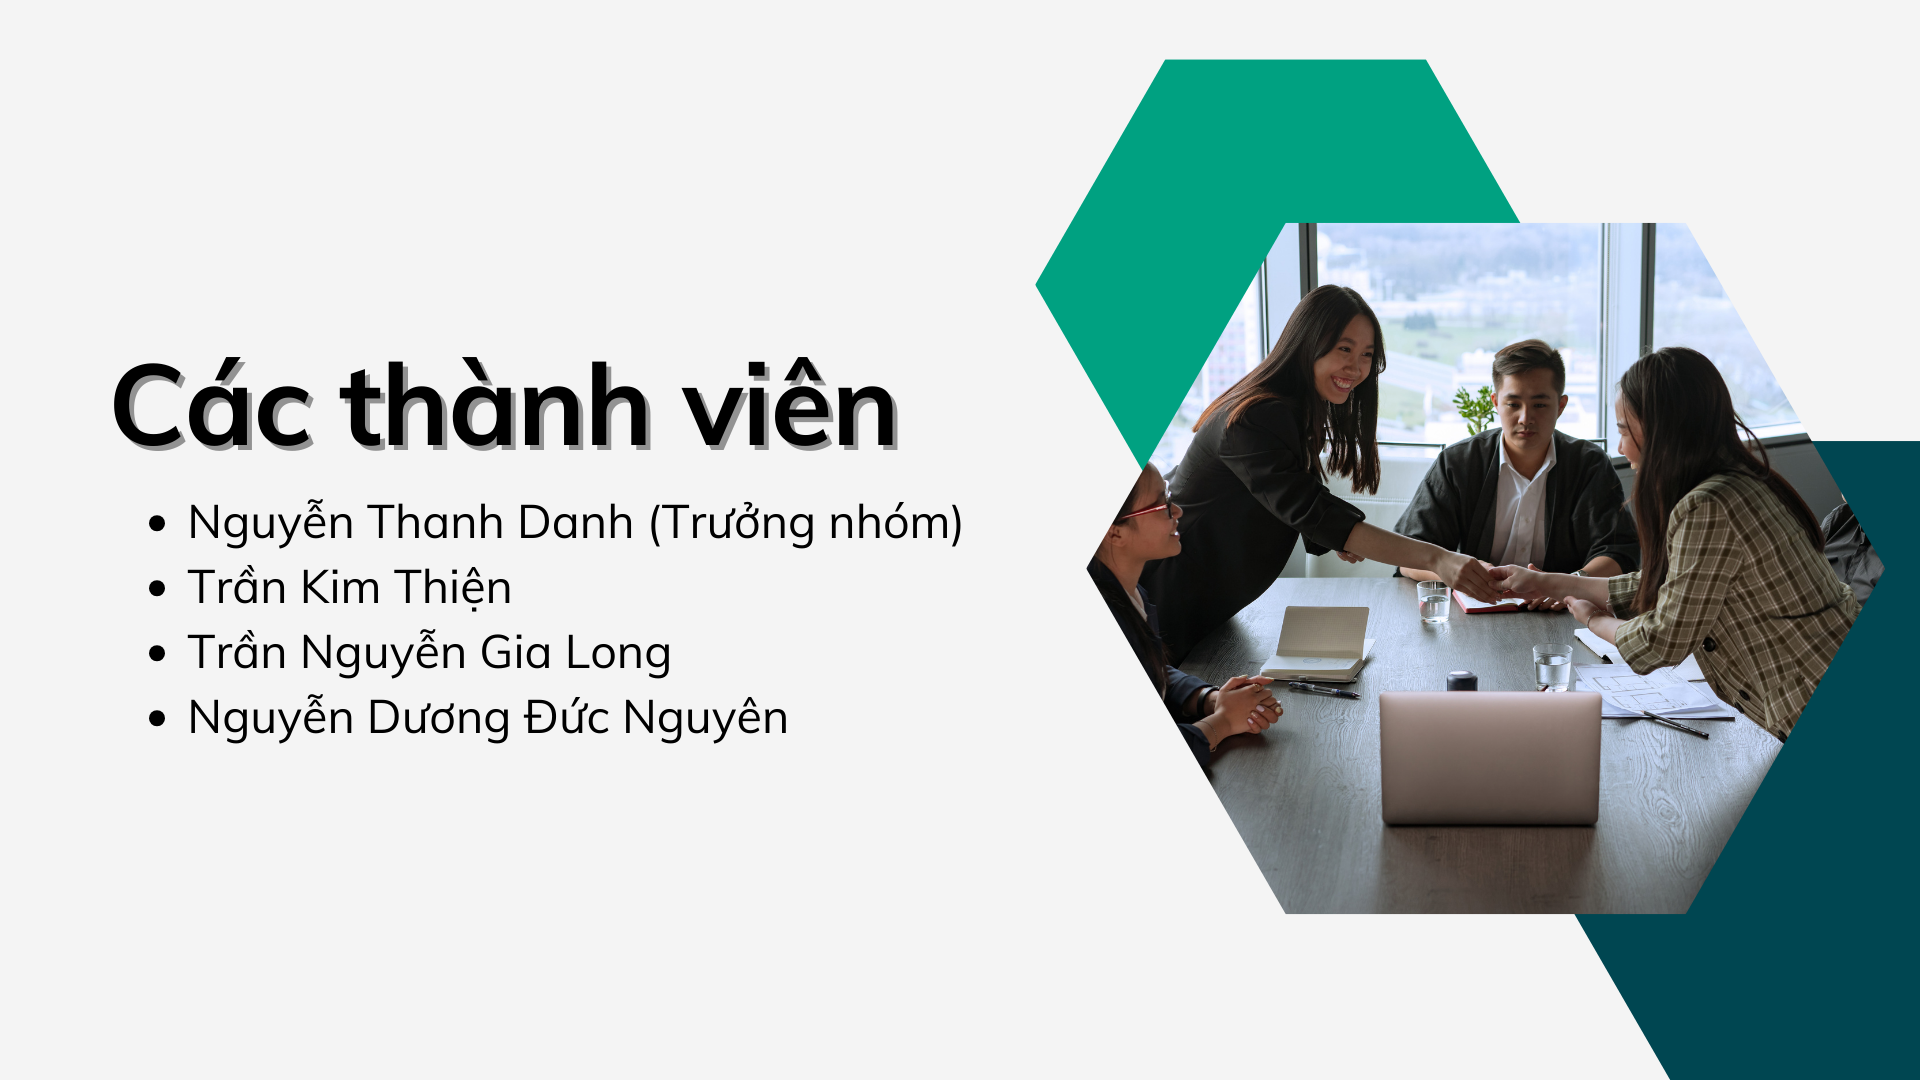 Các thành viên
• Nguyễn Thanh Danh (Trưởng nhóm)
• Trần Kim Thiện
• Trần Nguyễn Gia Long
• Nguyễn Dương Đức Nguyên